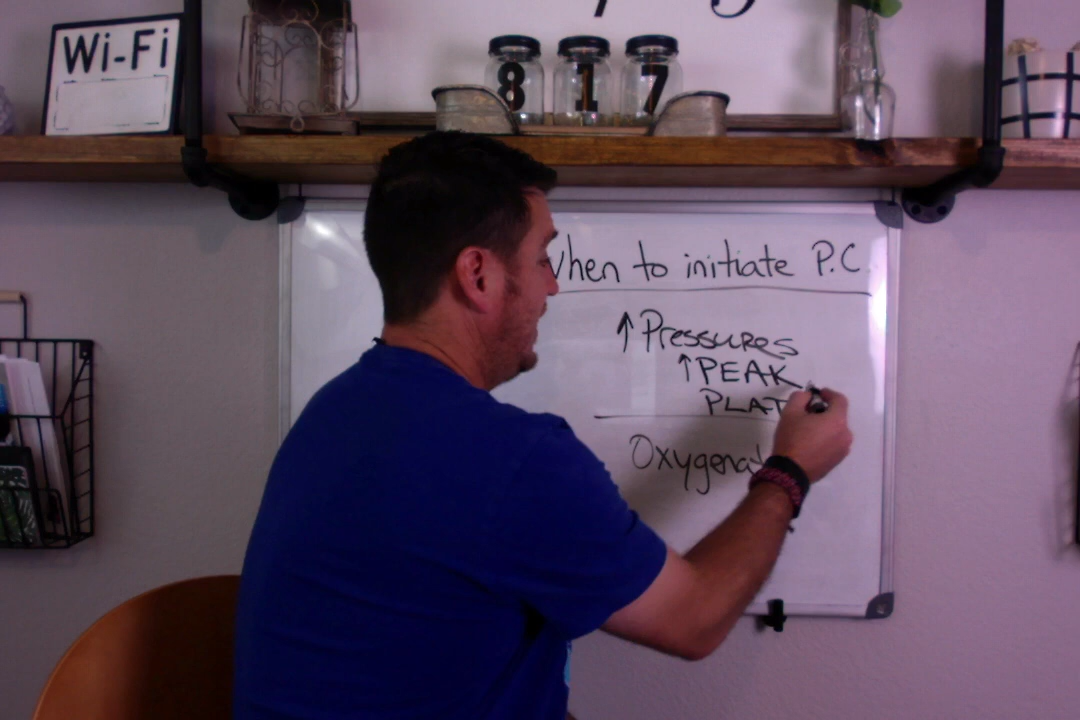 Wi-Fi
8 1 7
When to initiate P.C.
↑ Pressures
↑ PEAK
PLAT